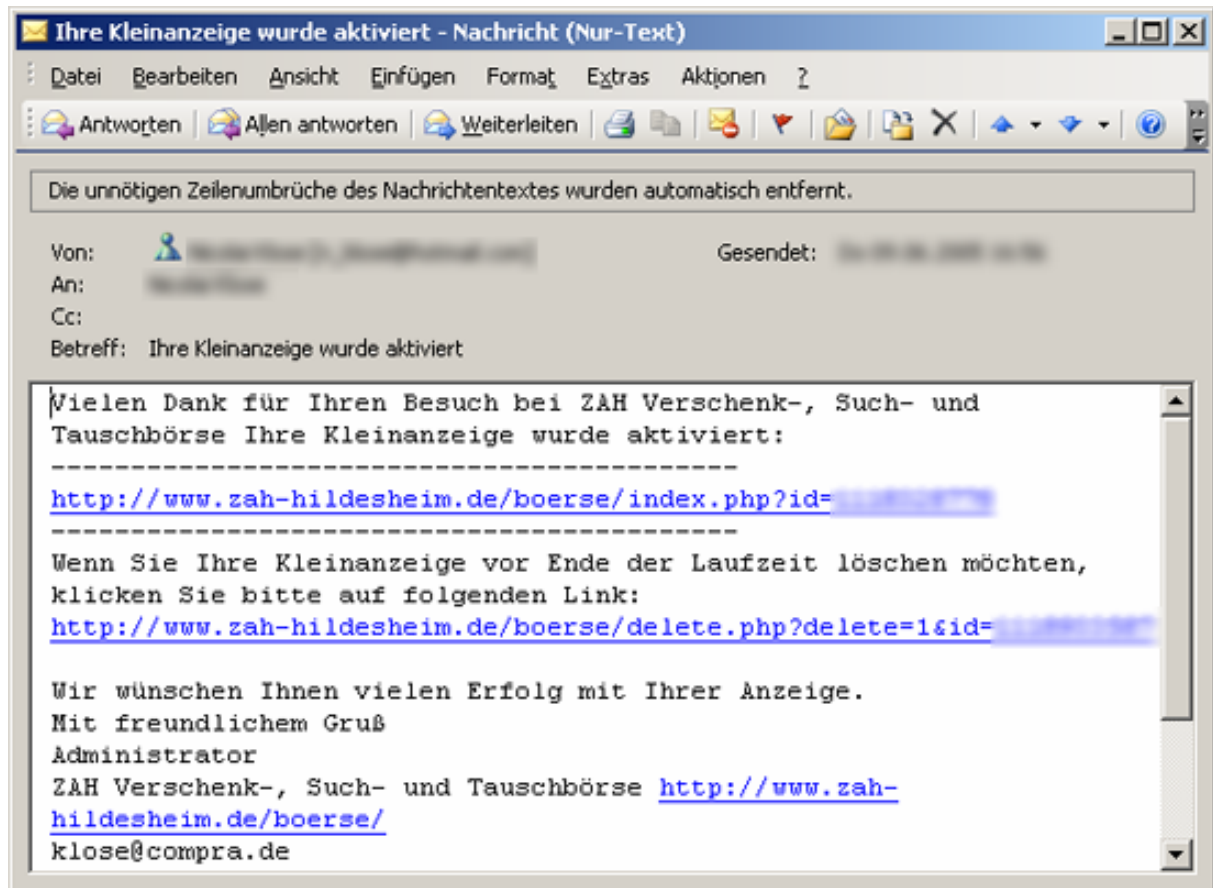 Ihre Kleinanzeige wurde aktiviert - Nachricht (Nur-Text)
Datei Bearbeiten Ansicht Einfügen Format Extras Aktionen ?
Antworten Allen antworten Weiterleiten
Die unnötigen Zeilenumbrüche des Nachrichtentextes wurden automatisch entfernt.
Von: Gesendet:
An:
Cc:
Betreff: Ihre Kleinanzeige wurde aktiviert
Vielen Dank für Ihren Besuch bei ZAH Verschenk-, Such- und
Tauschbörse Ihre Kleinanzeige wurde aktiviert:
-------------------------------------------
http://www.zah-hildesheim.de/boerse/index.php?id=
-------------------------------------------
Wenn Sie Ihre Kleinanzeige vor Ende der Laufzeit löschen möchten,
klicken Sie bitte auf folgenden Link:
http://www.zah-hildesheim.de/boerse/delete.php?delete=1&id=
Wir wünschen Ihnen vielen Erfolg mit Ihrer Anzeige.
Mit freundlichem Gruß
Administrator
ZAH Verschenk-, Such- und Tauschbörse http://www.zah-
hildesheim.de/boerse/
klose@compra.de